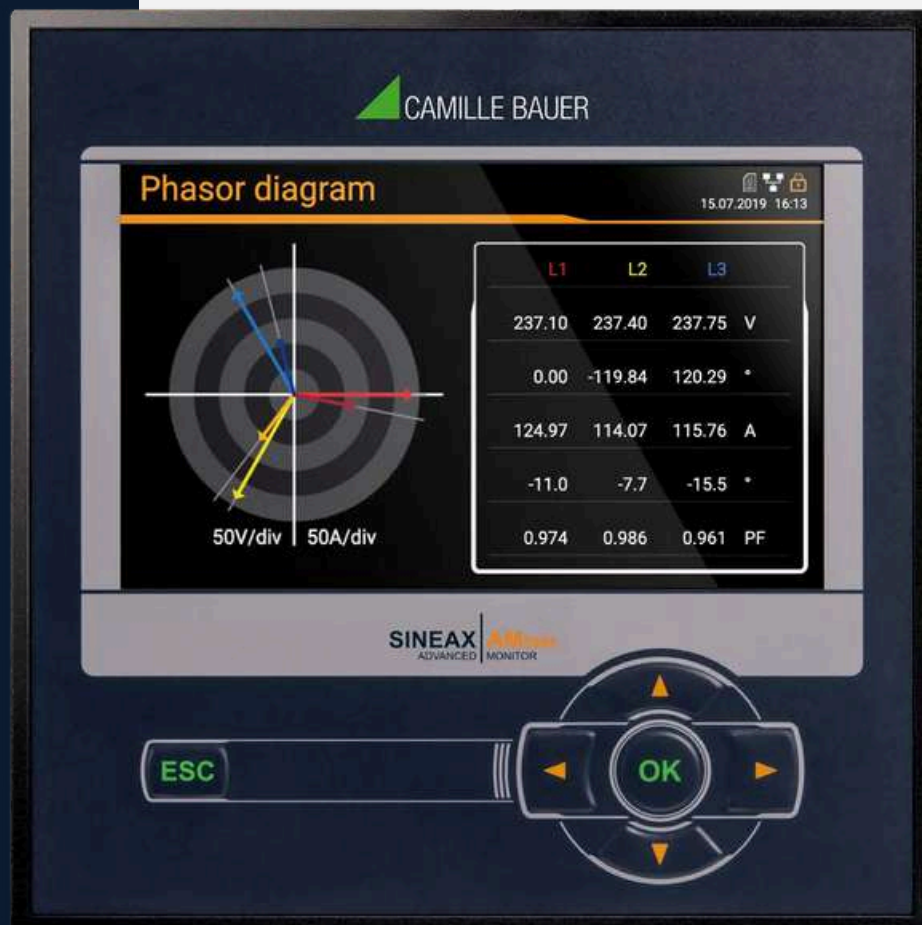 CAMILLE BAUER
Phasor diagram
15.07.2019 16:13
L1 L2 L3
237.10 237.40 237.75 V
0.00 -119.84 120.29 °
124.97 114.07 115.76 A
-11.0 -7.7 -15.5 °
0.974 0.986 0.961 PF
50V/div 50A/div
SINEAX
ADVANCED MONITOR
ESC
OK